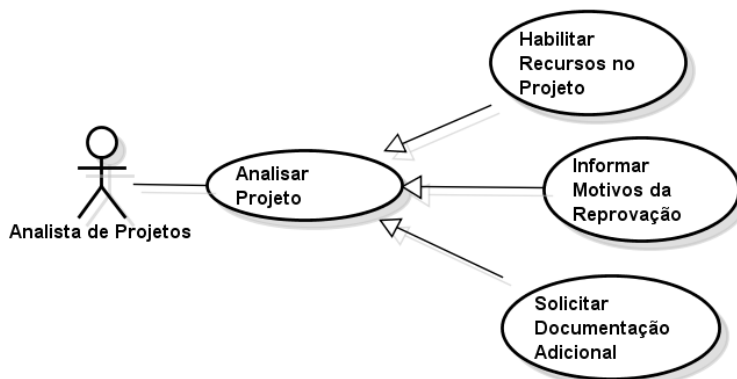 Habilitar
Recursos no
Projeto
Analisar
Projeto
Informar
Motivos da
Reprovação
Analista de Projetos
Solicitar
Documentação
Adicional